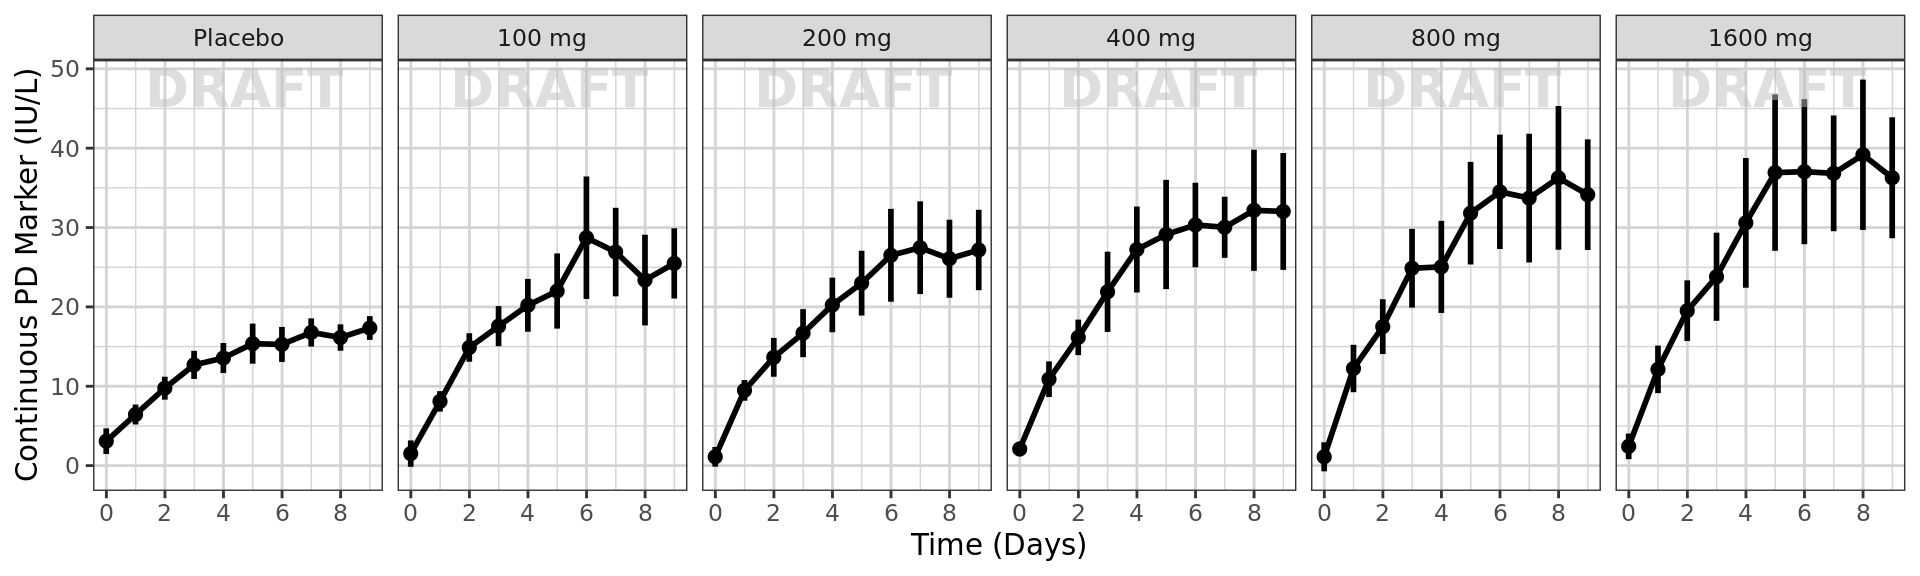 Placebo 100 mg 200 mg 400 mg 800 mg 1600 mg
DRAFT DRAFT DRAFT DRAFT DRAFT DRAFT
Continuous PD Marker (IU/L)
50
40
30
20
10
0
0 2 4 6 8 0 2 4 6 8 0 2 4 6 8 0 2 4 6 8 0 2 4 6 8 0 2 4 6 8
Time (Days)